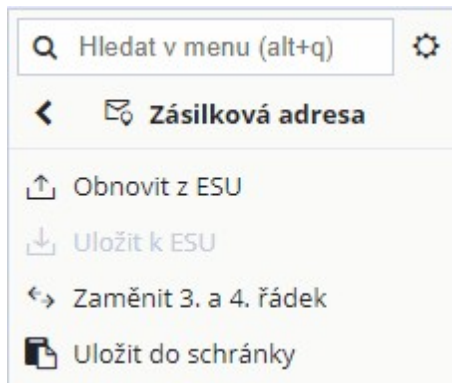 Hledat v menu (alt+q)
Zásilková adresa
Obnovit z ESU
Uložit k ESU
Zaměnit 3. a 4. řádek
Uložit do schránky